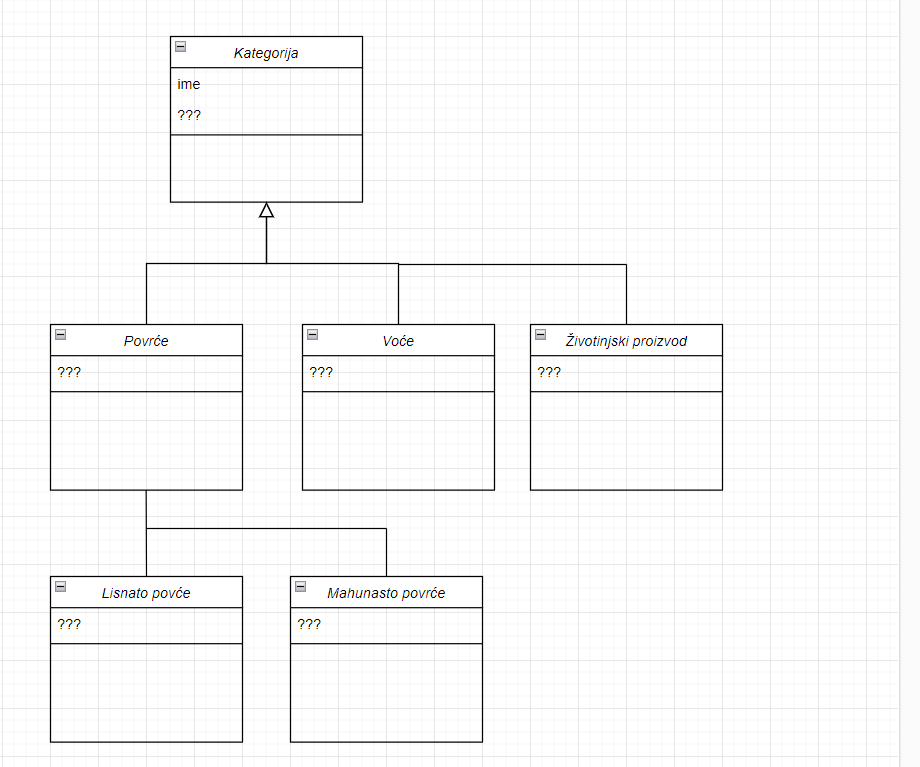 Kategorija
ime
???
Povrće
Voće
Životinjski proizvod
???
???
???
Lisnato povće
Mahunasto povrće
???
???